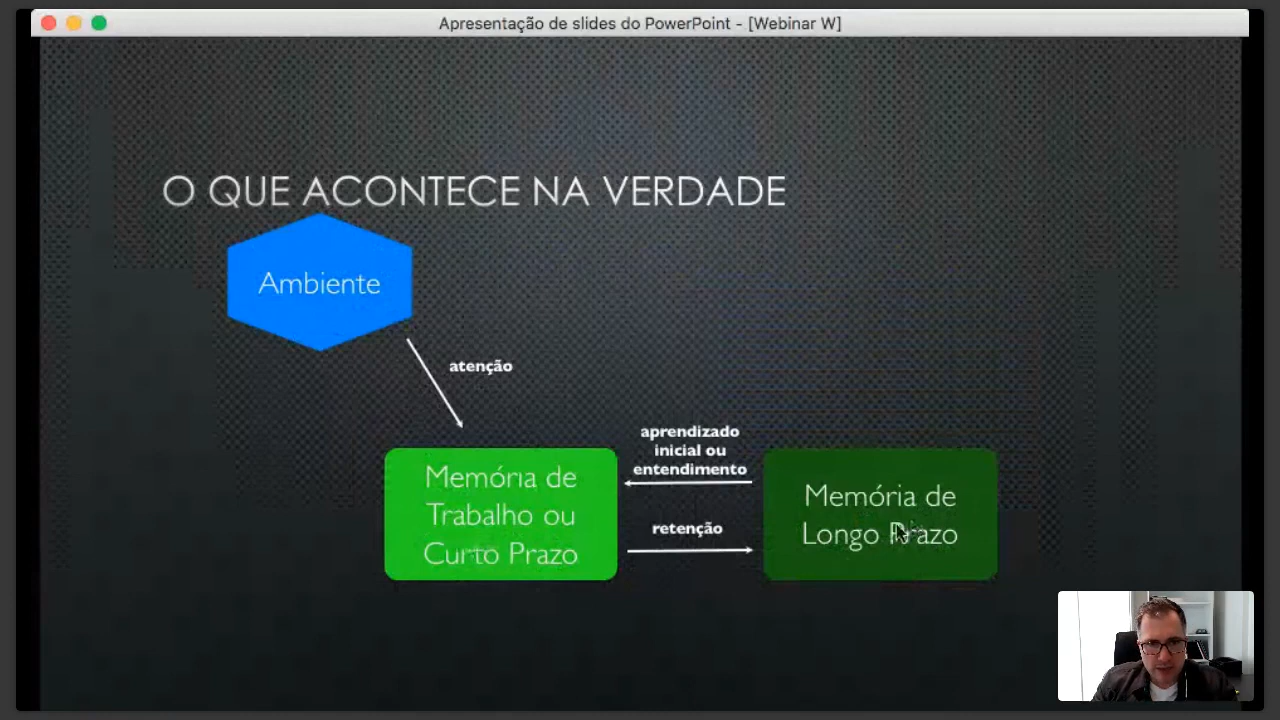 Apresentação de slides do PowerPoint - [Webinar W]
O QUE ACONTECE NA VERDADE
Ambiente
atenção
aprendizado
inicial ou
entendimento
Memória de
Trabalho ou
Curto Prazo
retenção
Memória de
Longo Prazo